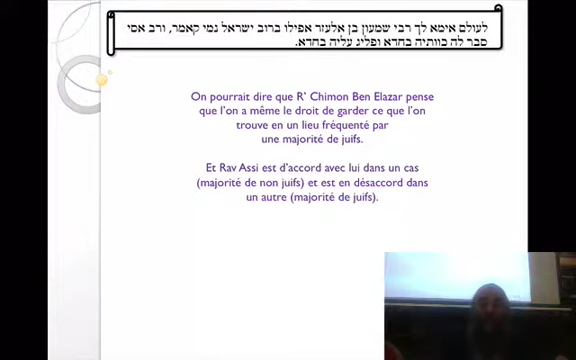 לעולם אימא לך רבי שמעון בן אלעזר אפילו ברוב ישראל נמי קאמר, ורב אסי
סבר לה כוותיה בחדא ופליג עליה בחדא.
On pourrait dire que R' Chimon Ben Elazar pense
que l'on a même le droit de garder ce que l'on
trouve en un lieu fréquenté par
une majorité de juifs.
Et Rav Assi est d'accord avec lui dans un cas
(majorité de non juifs) et est en désaccord dans
un autre (majorité de juifs).